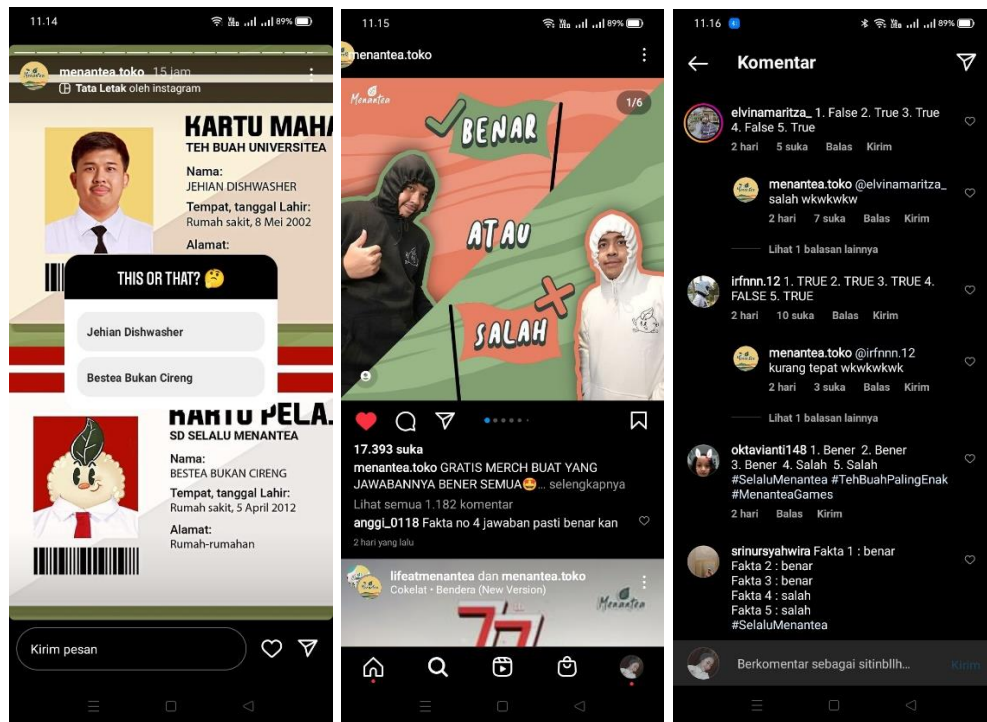 11.14
89%
menantea.toko 15 jam
Tata Letak oleh instagram
KARTU MAHA
TEH BUAH UNIVERSITEA
Nama:
JEHIAN DISHWASHER
Tempat, tanggal Lahir:
Rumah sakit, 8 Mei 2002
Alamat:
THIS OR THAT? 🤔
Jehian Dishwasher
Bestea Bukan Cireng
KARTU PELA.
SD SELALU MENANTEA
Nama:
BESTEA BUKAN CIRENG
Tempat, tanggal Lahir:
Rumah sakit, 5 April 2012
Alamat:
Rumah-rumahan
Kirim pesan
11.15
89%
menantea.toko
Menantea
1/6
BENAR
ATAU
SALAH
17.393 suka
menantea.toko GRATIS MERCH BUAT YANG
JAWABANNYA BENER SEMUA🤩... selengkapnya
Lihat semua 1.182 komentar
anggi_0118 Fakta no 4 jawaban pasti benar kan
2 hari yang lalu
lifeatmenantea dan menantea.toko
Cokelat • Bendera (New Version)
Menantea
77
11.16
89%
Komentar
elvinamaritza_ 1. False 2. True 3. True
4. False 5. True
2 hari 5 suka Balas Kirim
menantea.toko @elvinamaritza_
salah wkwkwkw
2 hari 7 suka Balas Kirim
Lihat 1 balasan lainnya
irfnnn.12 1. TRUE 2. TRUE 3. TRUE 4.
FALSE 5. TRUE
2 hari 10 suka Balas Kirim
menantea.toko @irfnnn.12
kurang tepat wkwkwkwk
2 hari 3 suka Balas Kirim
Lihat 1 balasan lainnya
oktavianti148 1. Bener 2. Bener
3. Bener 4. Salah 5. Salah
#SelaluMenantea #TehBuahPalingEnak
#MenanteaGames
2 hari Balas Kirim
srinursyahwira Fakta 1 : benar
Fakta 2 : benar
Fakta 3 : benar
Fakta 4 : salah
Fakta 5 : salah
#SelaluMenantea
Berkomentar sebagai sitinbllh... Kirim